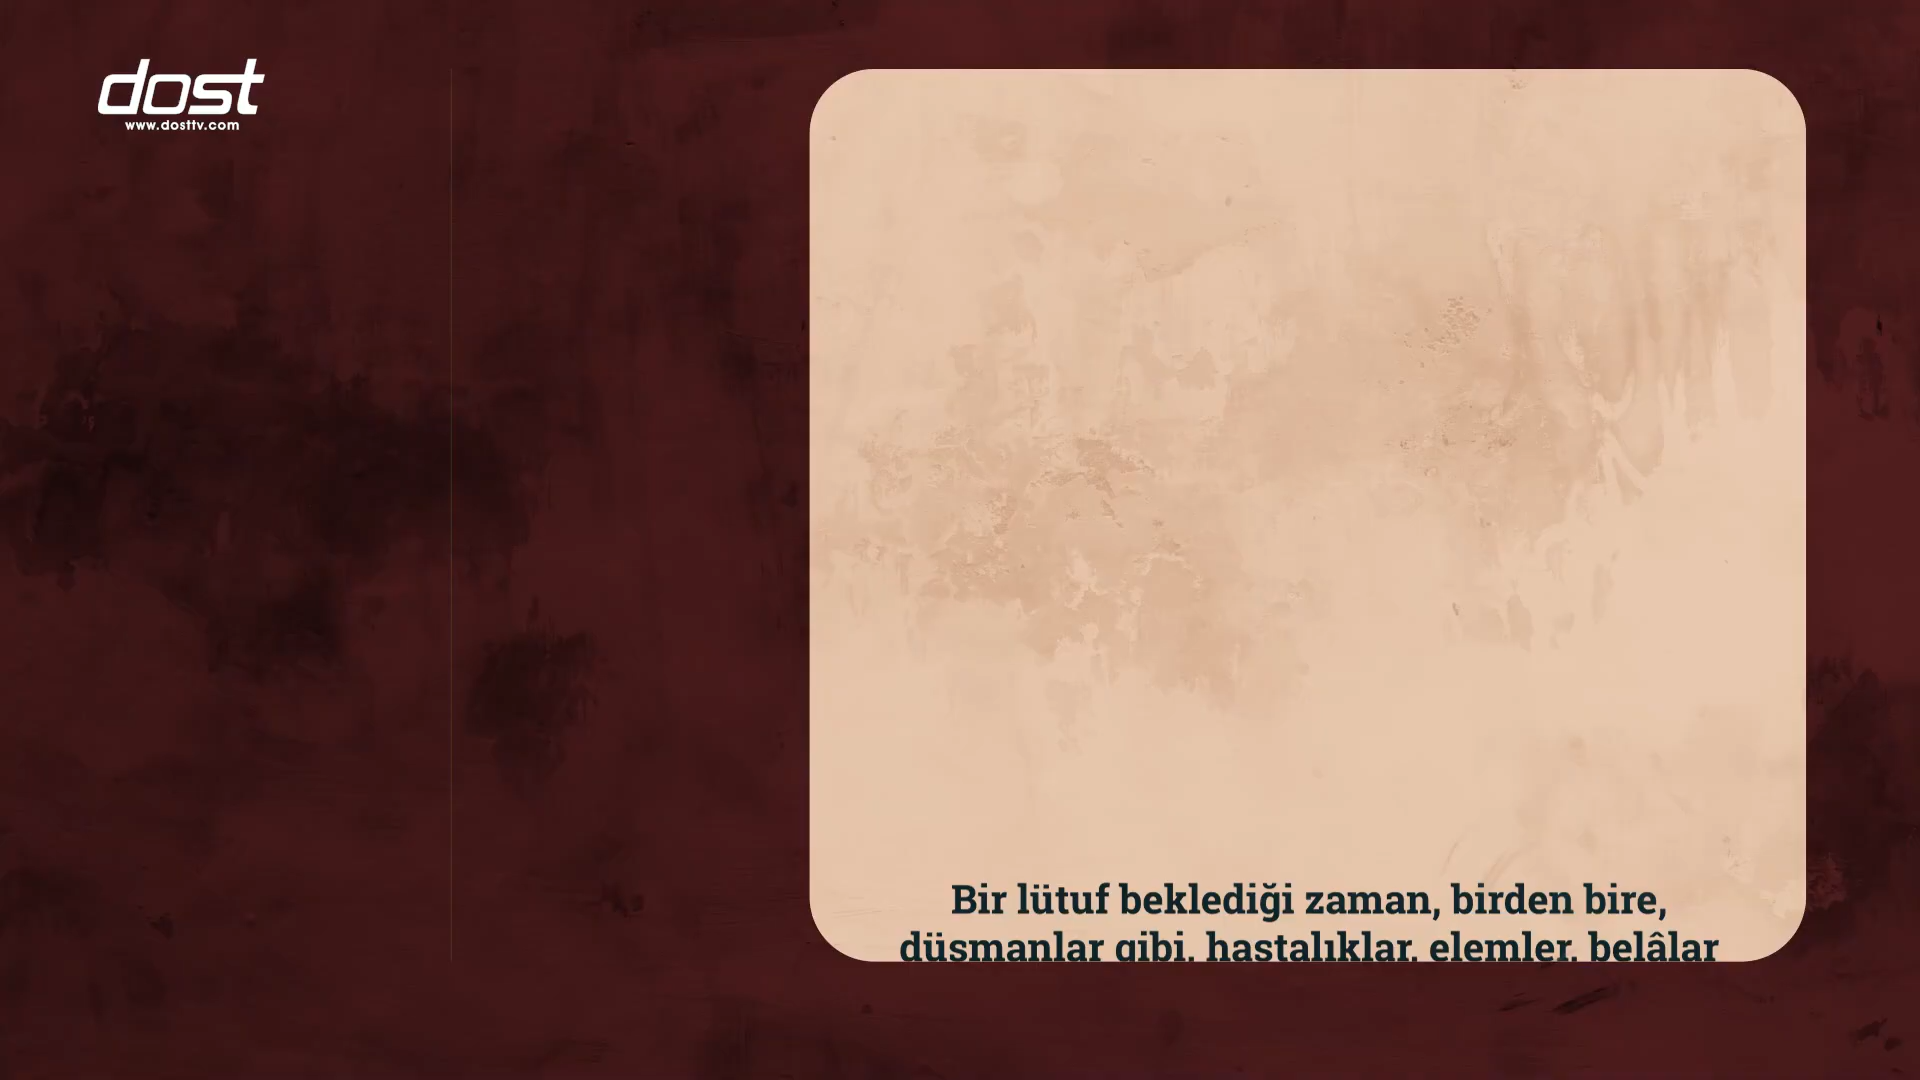 dost
www.dosttv.com
Bir lütuf beklediği zaman, birden bire,
düşmanlar gibi, hastalıklar, elemler, belâlar